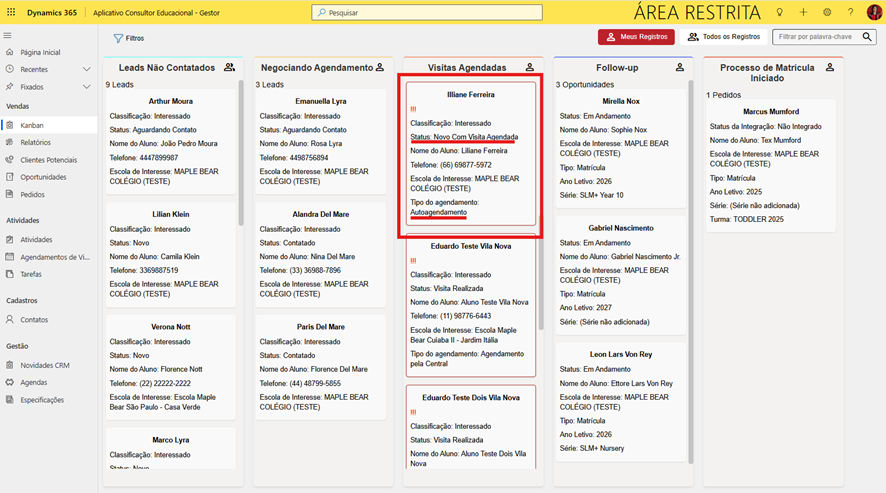 Dynamics 365
Aplicativo Consultor Educacional - Gestor
Pesquisar
ÁREA RESTRITA
Filtros
Meus Registros
Todos os Registros
Filtrar por palavra-chave
Página Inicial
Recentes
Fixados
Vendas
Kanban
Relatórios
Clientes Potenciais
Oportunidades
Pedidos
Atividades
Atividades
Agendamentos de Vi...
Tarefas
Cadastros
Contatos
Gestão
Novidades CRM
Agendas
Especificações
Leads Não Contatados
9 Leads
Arthur Moura
Classificação: Interessado
Status: Aguardando Contato
Nome do Aluno: João Pedro Moura
Telefone: 4447899987
Escola de Interesse: MAPLE BEAR
COLÉGIO (TESTE)
Lilian Klein
Classificação: Interessado
Status: Novo
Nome do Aluno: Camila Klein
Telefone: 3369887519
Escola de Interesse: MAPLE BEAR
COLÉGIO (TESTE)
Verona Nott
Classificação: Interessado
Status: Novo
Nome do Aluno: Florence Nott
Telefone: (22) 22222-2222
Escola de Interesse: Escola Maple
Bear São Paulo - Casa Verde
Marco Lyra
Classificação: Interessado
Status: Novo
Negociando Agendamento
3 Leads
Emanuella Lyra
Classificação: Interessado
Status: Aguardando Contato
Nome do Aluno: Rosa Lyra
Telefone: 4498756894
Escola de Interesse: MAPLE BEAR
COLÉGIO (TESTE)
Alandra Del Mare
Classificação: Interessado
Status: Contatado
Nome do Aluno: Nina Del Mare
Telefone: (33) 36988-7896
Escola de Interesse: MAPLE BEAR
COLÉGIO (TESTE)
Paris Del Mare
Classificação: Interessado
Status: Contatado
Nome do Aluno: Florence Del Mare
Telefone: (44) 48799-5855
Escola de Interesse: MAPLE BEAR
COLÉGIO (TESTE)
Visitas Agendadas
Illiane Ferreira
!!!
Classificação: Interessado
Status: Novo Com Visita Agendada
Nome do Aluno: Liliane Ferreira
Telefone: (66) 69877-5972
Escola de Interesse: MAPLE BEAR
COLÉGIO (TESTE)
Tipo do agendamento:
Autoagendamento
Eduardo Teste Vila Nova
!!!
Classificação: Interessado
Status: Visita Realizada
Nome do Aluno: Aluno Teste Vila Nova
Telefone: (11) 98776-6443
Escola de Interesse: Escola Maple
Bear Cuiaba II - Jardim Itália
Tipo do agendamento: Agendamento
pela Central
Eduardo Teste Dois Vila Nova
!!!
Classificação: Interessado
Status: Visita Realizada
Nome do Aluno: Aluno Teste Dois Vila
Nova
Follow-up
3 Oportunidades
Mirella Nox
Status: Em Andamento
Nome do Aluno: Sophie Nox
Escola de Interesse: MAPLE BEAR
COLÉGIO (TESTE)
Tipo: Matrícula
Ano Letivo: 2026
Série: SLM+ Year 10
Gabriel Nascimento
Status: Em Andamento
Nome do Aluno: Gabriel Nascimento Jr.
Escola de Interesse: MAPLE BEAR
COLÉGIO (TESTE)
Tipo: Matrícula
Ano Letivo: 2027
Série: (Série não adicionada)
Leon Lars Von Rey
Status: Em Andamento
Nome do Aluno: Ettore Lars Von Rey
Escola de Interesse: MAPLE BEAR
COLÉGIO (TESTE)
Tipo: Matrícula
Ano Letivo: 2026
Série: SLM+ Nursery
Processo de Matricula
Iniciado
1 Pedidos
Marcus Mumford
Status da Integração: Não Integrado
Nome do Aluno: Tex Mumford
Escola de Interesse: MAPLE BEAR
COLÉGIO (TESTE)
Tipo: Matrícula
Ano Letivo: 2025
Série: (Série não adicionada)
Turma: TODDLER 2025